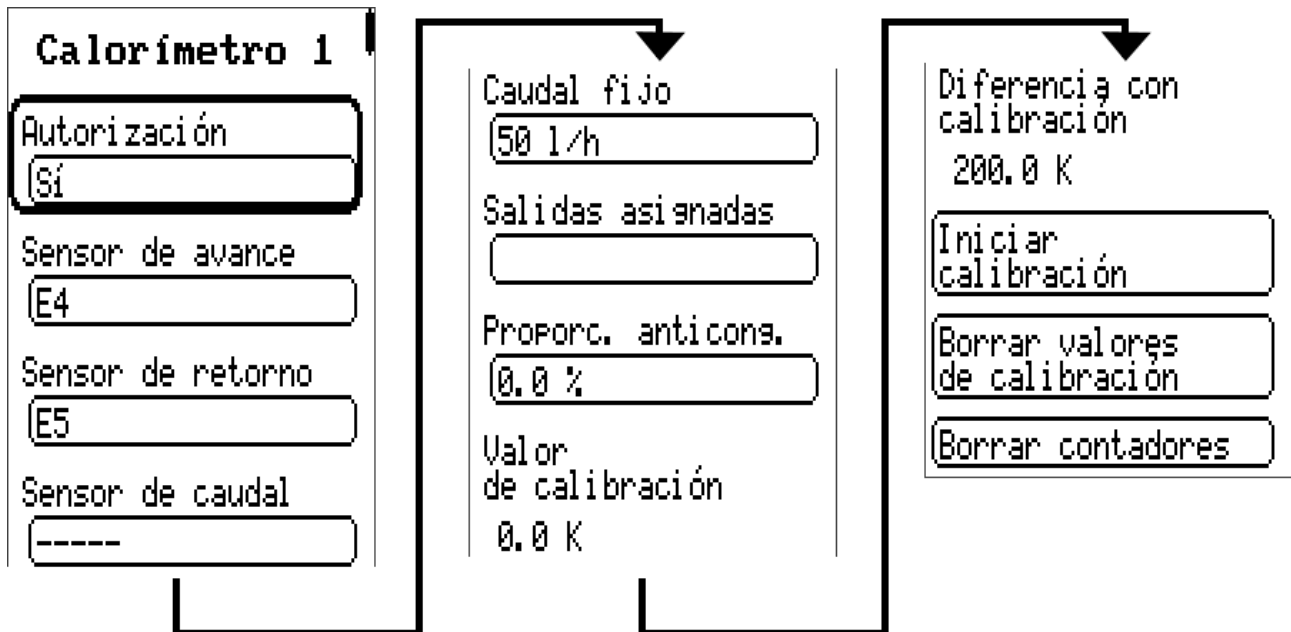 Calorímetro 1
Autorización
Sí
Sensor de avance
E4
Sensor de retorno
E5
Sensor de caudal
-----
Caudal fijo
50 l/h
Salidas asignadas
Proporc. anticong.
0.0 %
Valor
de calibración
0.0 K
Diferencia con
calibración
200.0 K
Iniciar
calibración
Borrar valores
de calibración
Borrar contadores